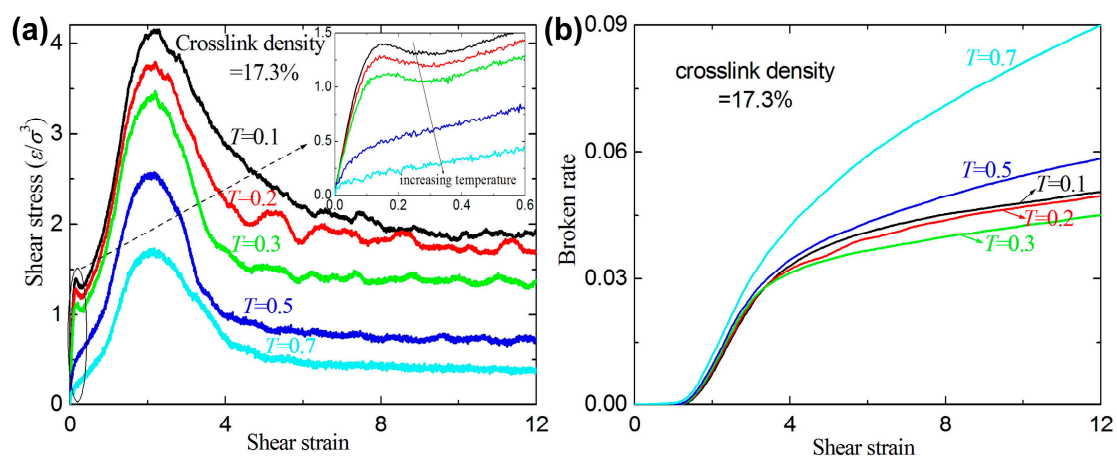 (a)
Shear stress (ε/σ³)
4
3
2
1
0
0
4
8
12
Shear strain
Crosslink density
=17.3%
T=0.1
T=0.2
T=0.3
T=0.5
T=0.7
1.5
1.0
0.5
0.0
0.0
0.2
0.4
0.6
increasing temperature
(b)
Broken rate
0.09
0.06
0.03
0.00
0
4
8
12
Shear strain
crosslink density
=17.3%
T=0.7
T=0.5
T=0.1
T=0.2
T=0.3